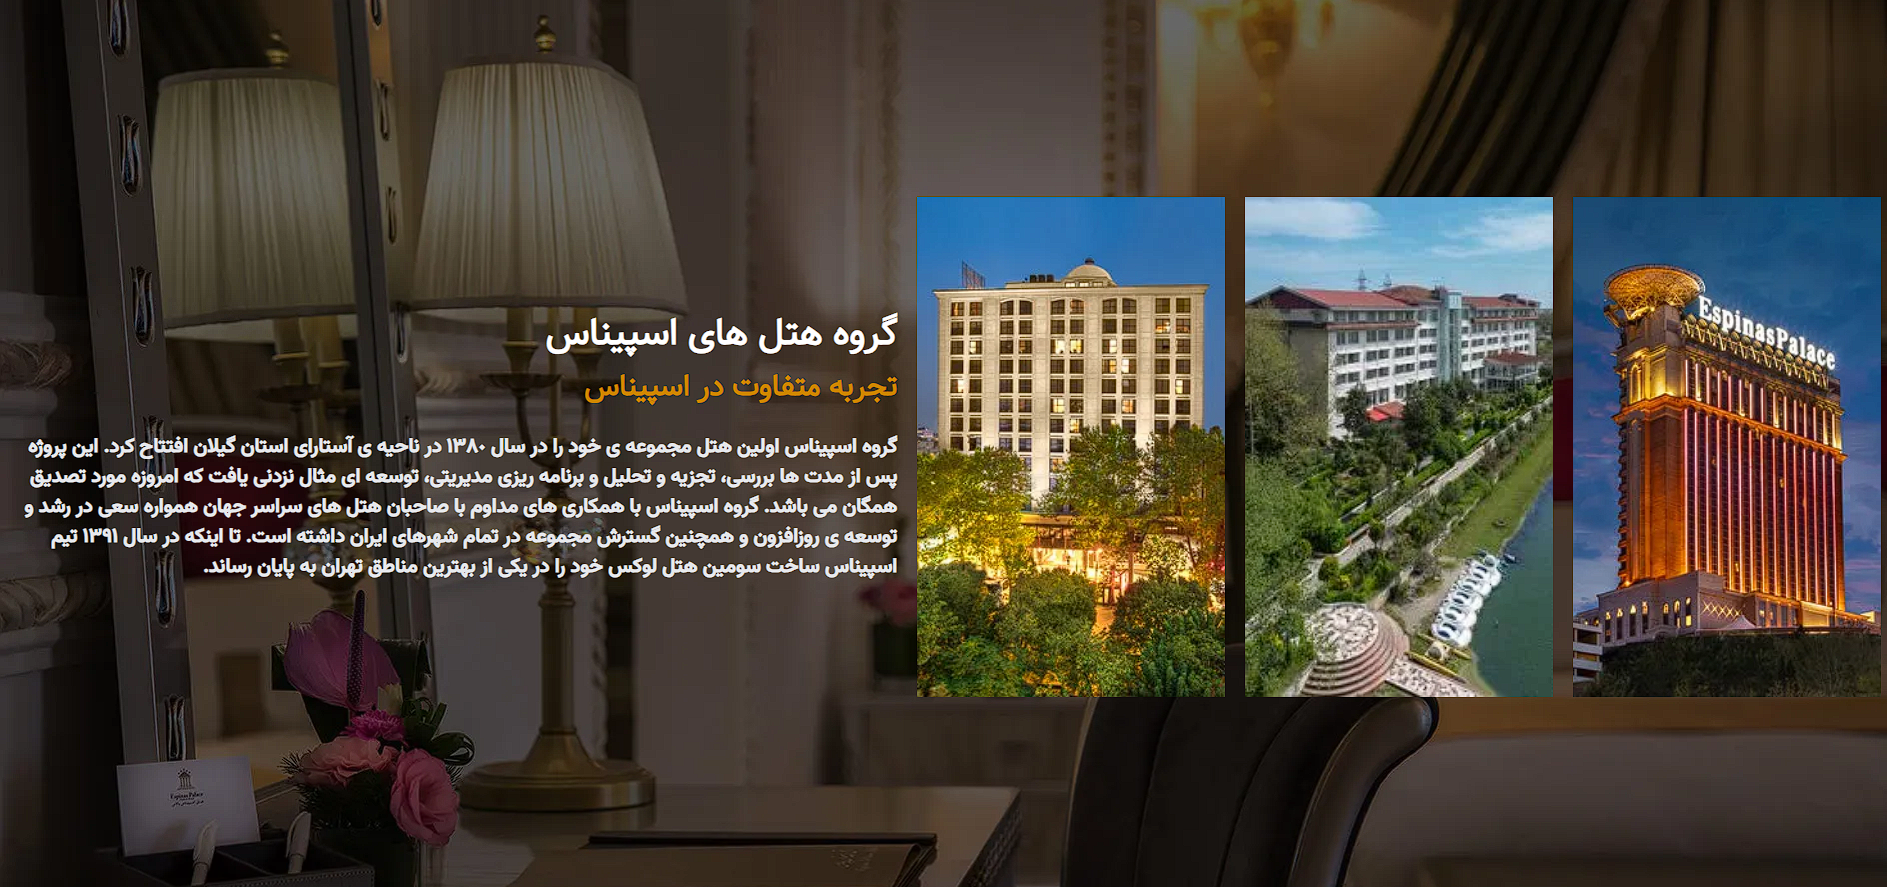 گروه هتل های اسپیناس
تجربه متفاوت در اسپیناس
گروه اسپیناس اولین هتل مجموعه ی خود را در سال ۱۳۸۰ در ناحیه ی آستارای استان گیلان افتتاح کرد. این پروژه
پس از مدت ها بررسی، تجزیه و تحلیل و برنامه ریزی مدیریتی، توسعه ای مثال نزدنی یافت که امروزه مورد تصدیق
همگان می باشد. گروه اسپیناس با همکاری های مداوم با صاحبان هتل های سراسر جهان همواره سعی در رشد و
توسعه ی روزافزون و همچنین گسترش مجموعه در تمام شهرهای ایران داشته است. تا اینکه در سال ۱۳۹۱ تیم
اسپیناس ساخت سومین هتل لوکس خود را در یکی از بهترین مناطق تهران به پایان رساند.
EspinasPalace
Espinas Palace